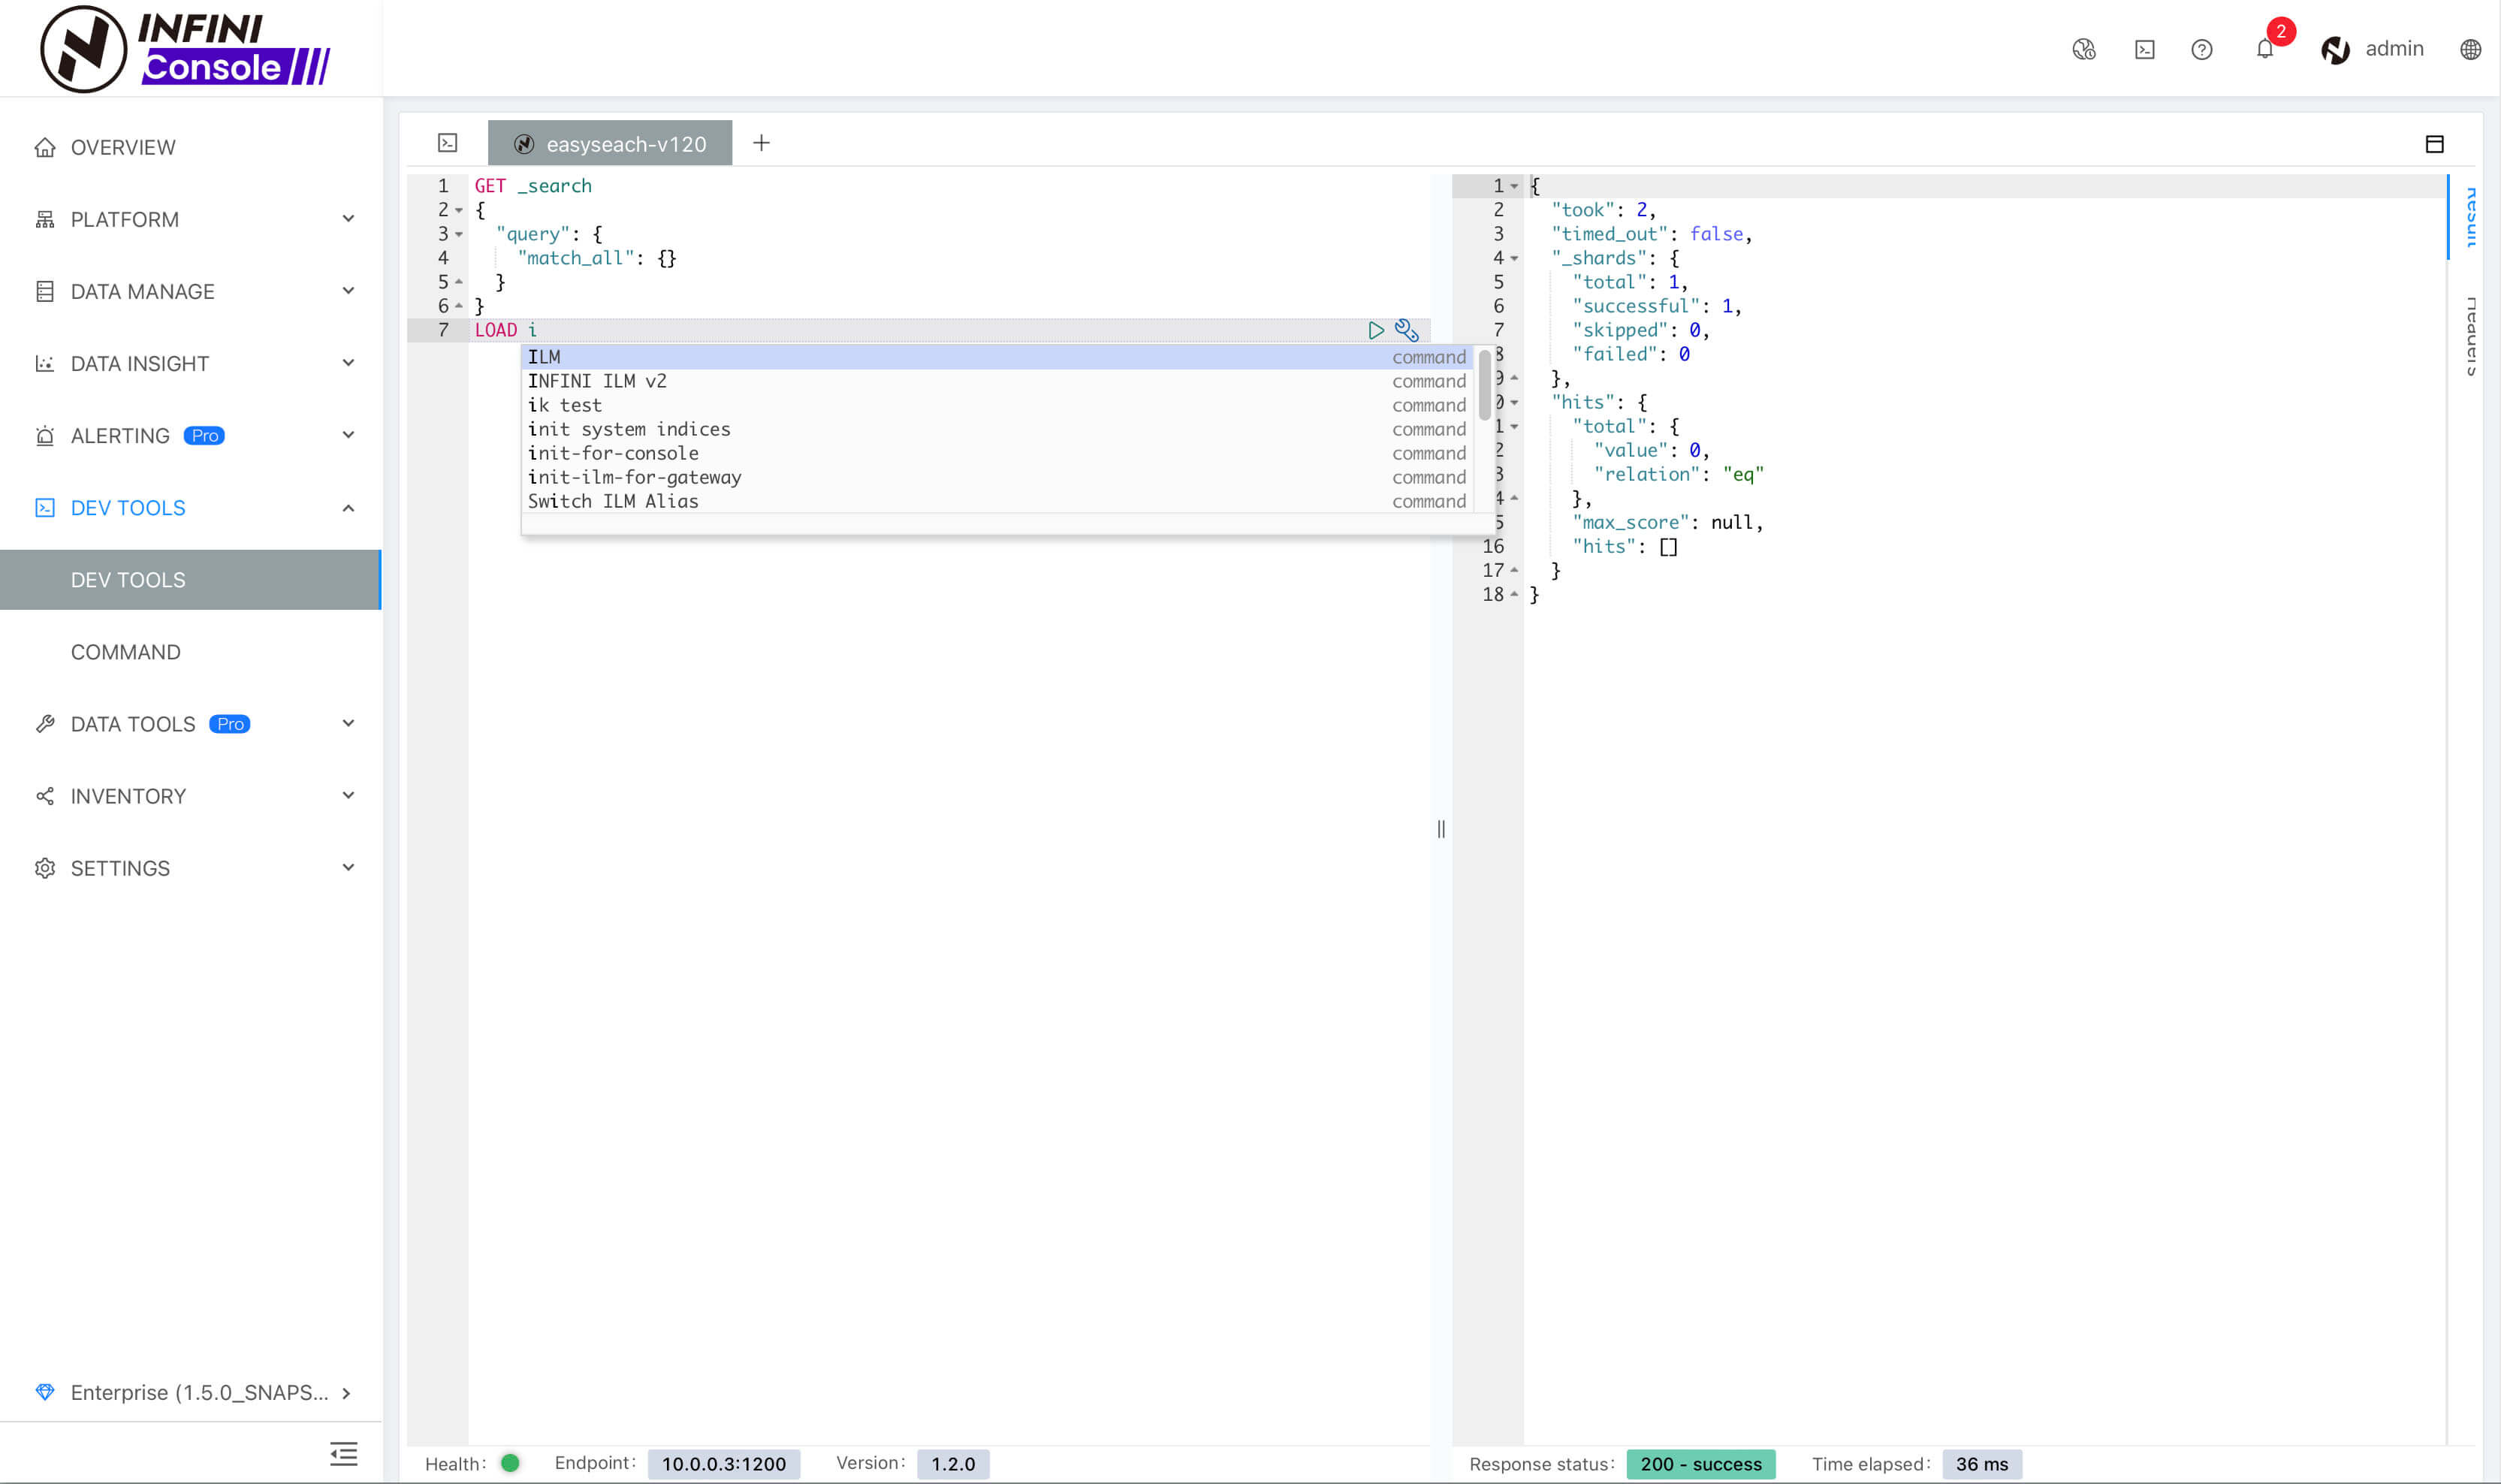 INFINI
Console
2
admin
OVERVIEW
PLATFORM
DATA MANAGE
DATA INSIGHT
ALERTING Pro
DEV TOOLS
DEV TOOLS
COMMAND
DATA TOOLS Pro
INVENTORY
SETTINGS
Enterprise (1.5.0_SNAPS...
easyseach-v120
1 GET _search
2 {
3 "query": {
4 "match_all": {}
5 }
6 }
7 LOAD i
ILM command
INFINI ILM v2 command
ik test command
init system indices command
init-for-console command
init-ilm-for-gateway command
Switch ILM Alias command
1 {
2 "took": 2,
3 "timed_out": false,
4 "_shards": {
5 "total": 1,
6 "successful": 1,
7 "skipped": 0,
8 "failed": 0
9 },
0 "hits": {
1 "total": {
2 "value": 0,
3 "relation": "eq"
4 },
5 "max_score": null,
16 "hits": []
17 }
18 }
Result
Headers
Health: Endpoint: 10.0.0.3:1200 Version: 1.2.0
Response status: 200 - success Time elapsed: 36 ms